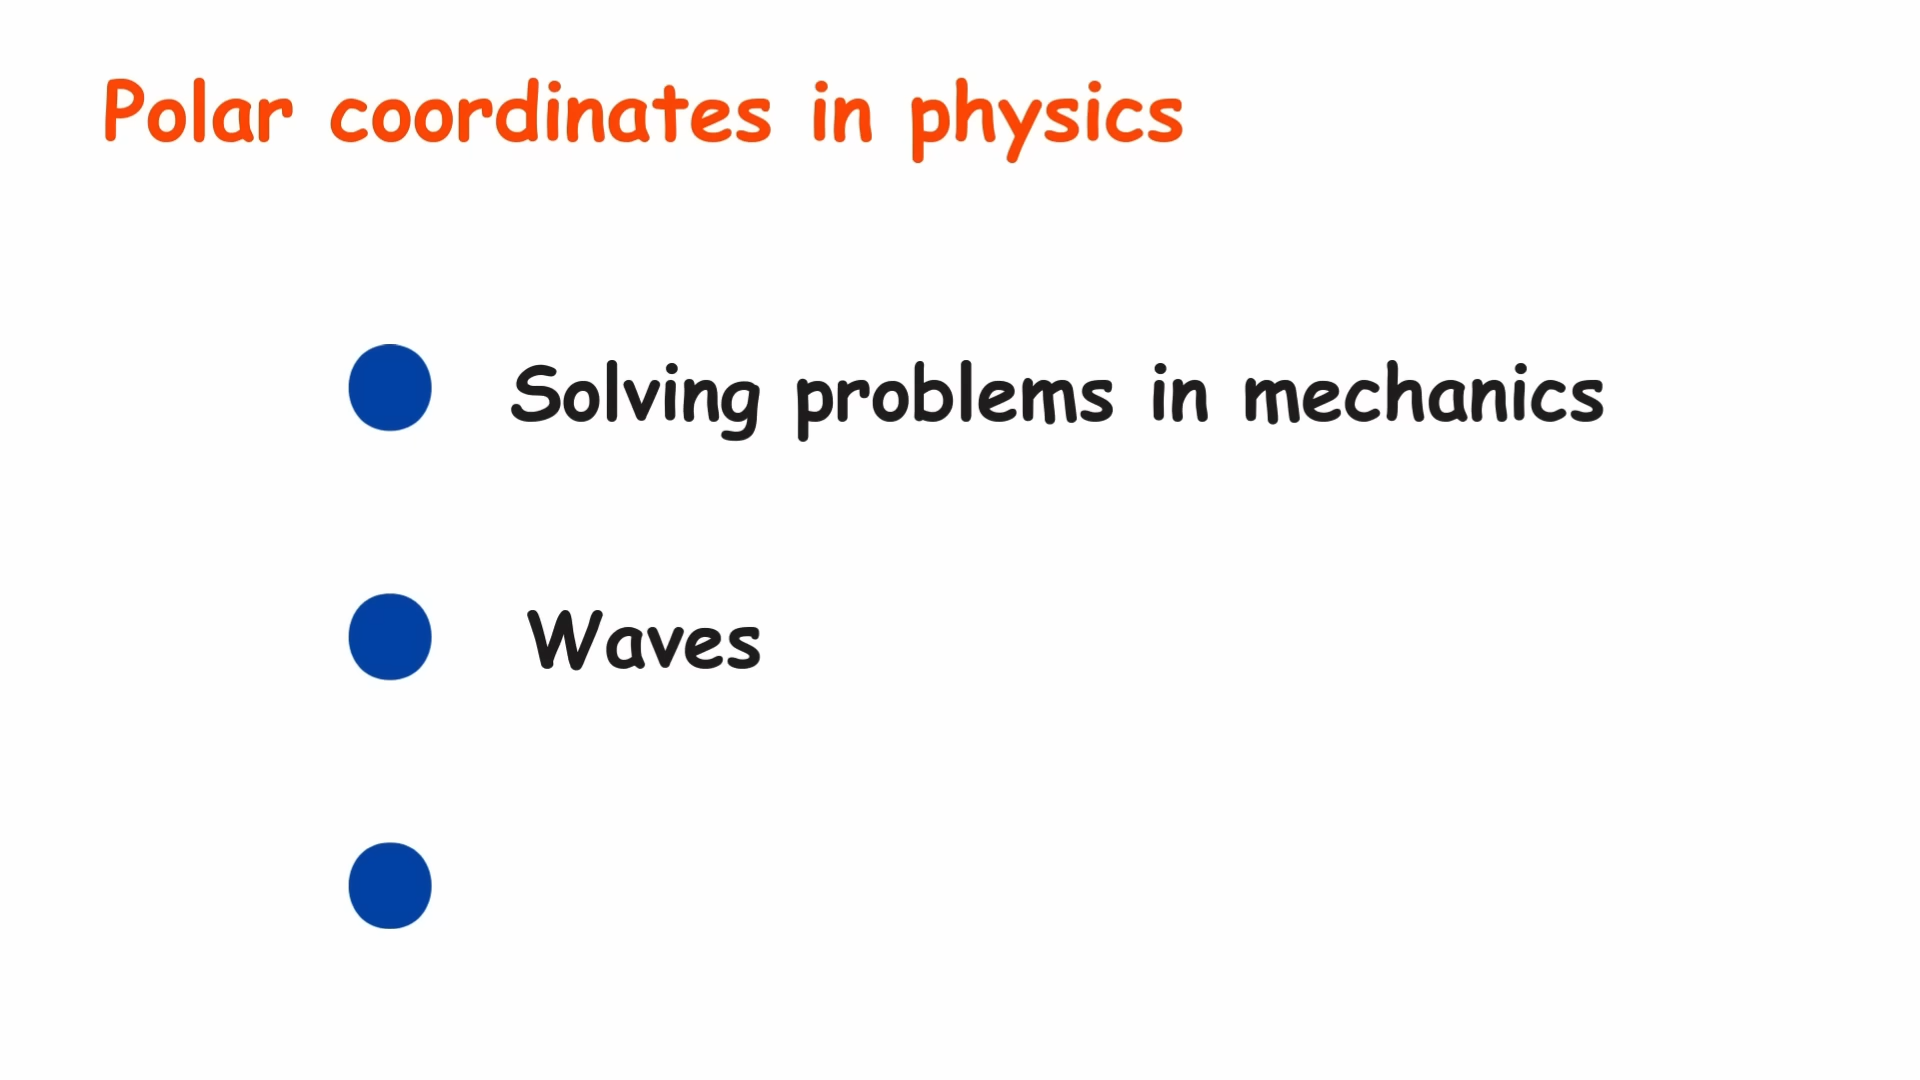 Polar coordinates in physics
Solving problems in mechanics
Waves